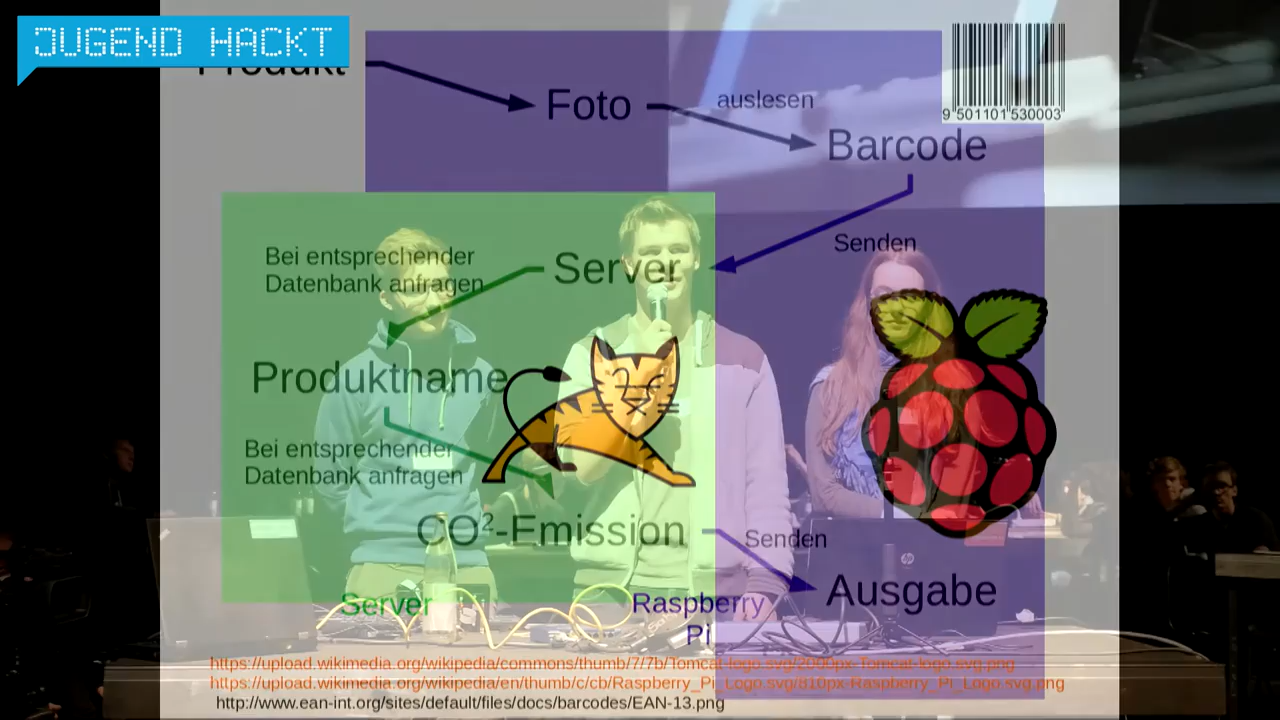 JUGEND HACKT
Produkt
Foto
auslesen
9 501101 530003
Barcode
Senden
Bei entsprechender
Datenbank anfragen
Server
Produktname
Bei entsprechender
Datenbank anfragen
CO²-Emission
Senden
Ausgabe
Server
Raspberry
Pi
https://upload.wikimedia.org/wikipedia/commons/thumb/7/7b/Tomcat-logo.svg/2000px-Tomcat-logo.svg.png
https://upload.wikimedia.org/wikipedia/en/thumb/c/cb/Raspberry_Pi_Logo.svg/810px-Raspberry_Pi_Logo.svg.png
http://www.ean-int.org/sites/default/files/docs/barcodes/EAN-13.png
hp